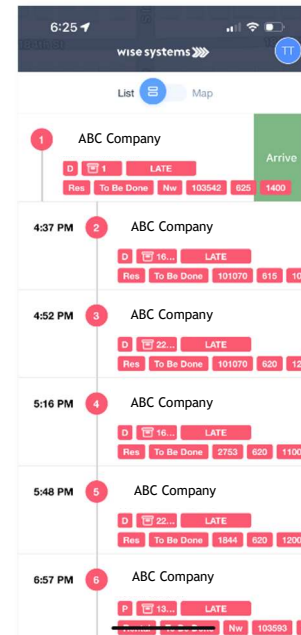 6:25
wise systems
TT
List Map
1 ABC Company
Arrive
D 1 LATE
Res To Be Done Nw 103542 625 1400
4:37 PM 2 ABC Company
D 16... LATE
Res To Be Done 101070 615 10
4:52 PM 3 ABC Company
D 22... LATE
Res To Be Done 101070 620 12
5:16 PM 4 ABC Company
D 16... LATE
Res To Be Done 2753 620 1100
5:48 PM 5 ABC Company
D 22... LATE
Res To Be Done 1844 620 1200
6:57 PM 6 ABC Company
P 13... LATE
Rental To Be Done Nw 103593